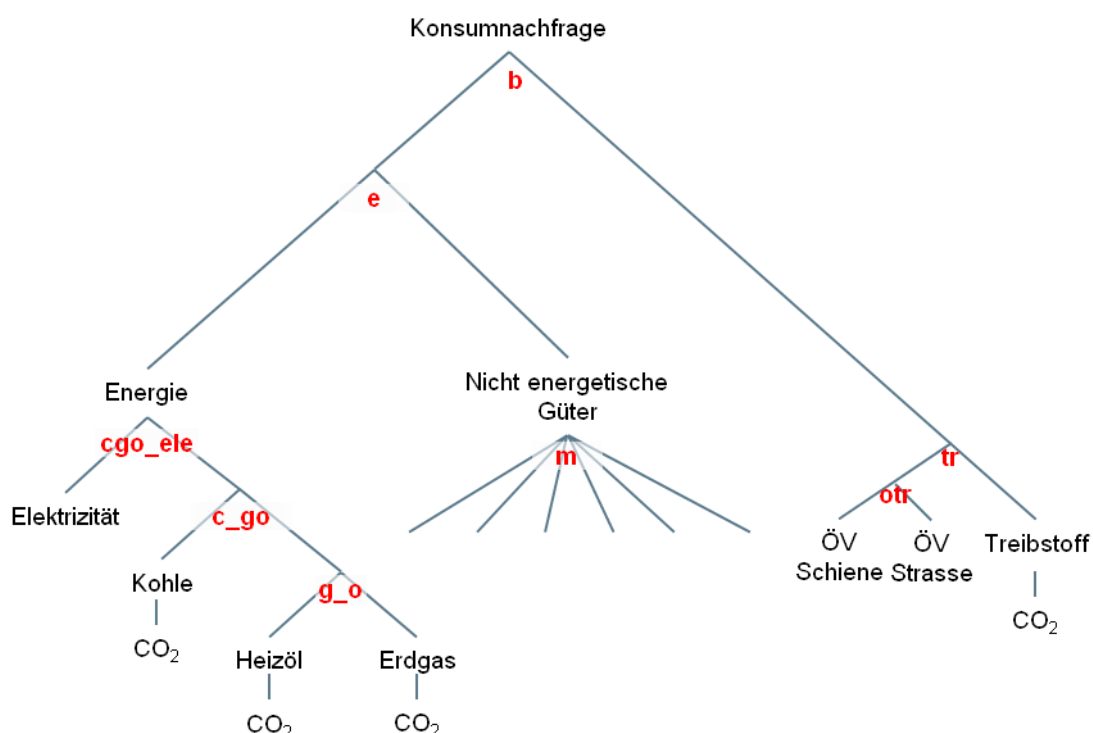 Konsumnachfrage
b
e
Energie
Nicht energetische
Güter
cgo_ele
m
tr
Elektrizität
c_go
otr
ÖV
Schiene
ÖV
Strasse
Treibstoff
Kohle
g_o
CO₂
CO₂
Heizöl
Erdgas
CO₂
CO₂